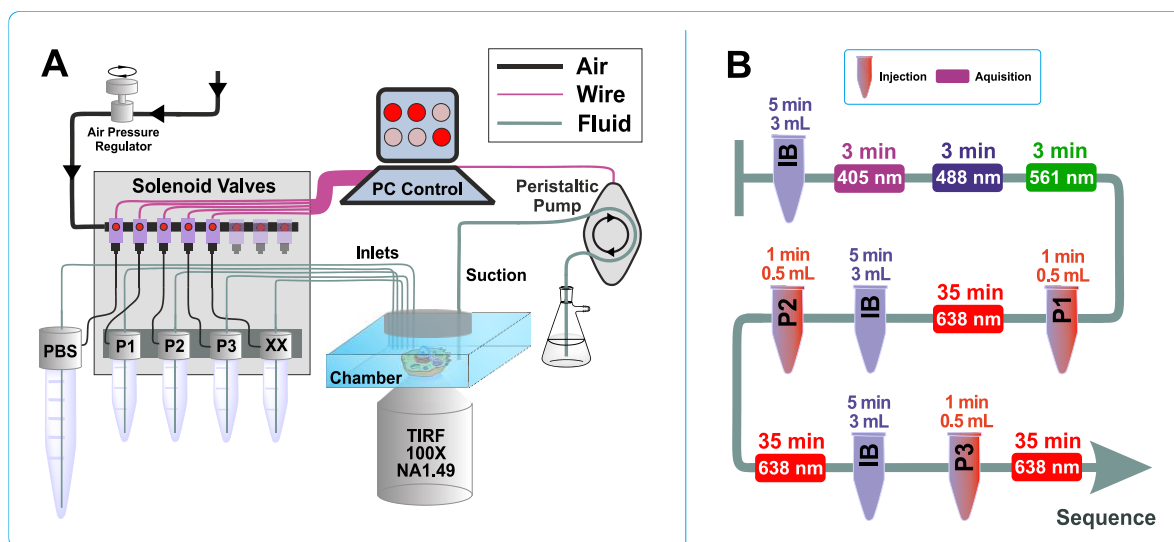 A
Air
Wire
Fluid
Air Pressure
Regulator
Solenoid Valves
PC Control
Peristaltic
Pump
Inlets
Suction
PBS
P1
P2
P3
XX
Chamber
TIRF
100X
NA1.49
B
Injection
Aquisition
5 min
3 mL
IB
3 min
405 nm
3 min
488 nm
3 min
561 nm
1 min
0.5 mL
P2
5 min
3 mL
IB
35 min
638 nm
1 min
0.5 mL
P1
35 min
638 nm
5 min
3 mL
IB
1 min
0.5 mL
P3
35 min
638 nm
Sequence